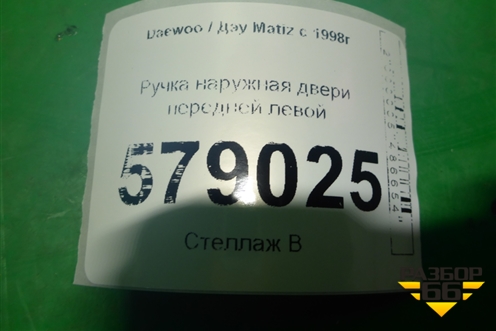 Daewoo / Дэу Matiz с 1998г
Ручка наружная двери
передней левой
579025
Стеллаж В
РАЗБОР
66